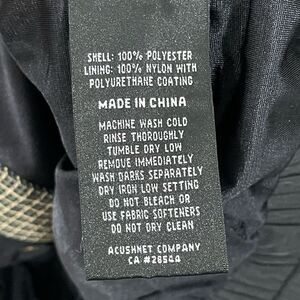 SHELL: 100% POLYESTER
LINING: 100% NYLON WITH
POLYURETHANE COATING
MADE IN CHINA
MACHINE WASH COLD
RINSE THOROUGHLY
TUMBLE DRY LOW
REMOVE IMMEDIATELY
WASH DARKS SEPARATELY
DRY IRON LOW SETTING
DO NOT BLEACH OR
USE FABRIC SOFTENERS
DO NOT DRY CLEAN
ACUSHNET COMPANY
CA #26544